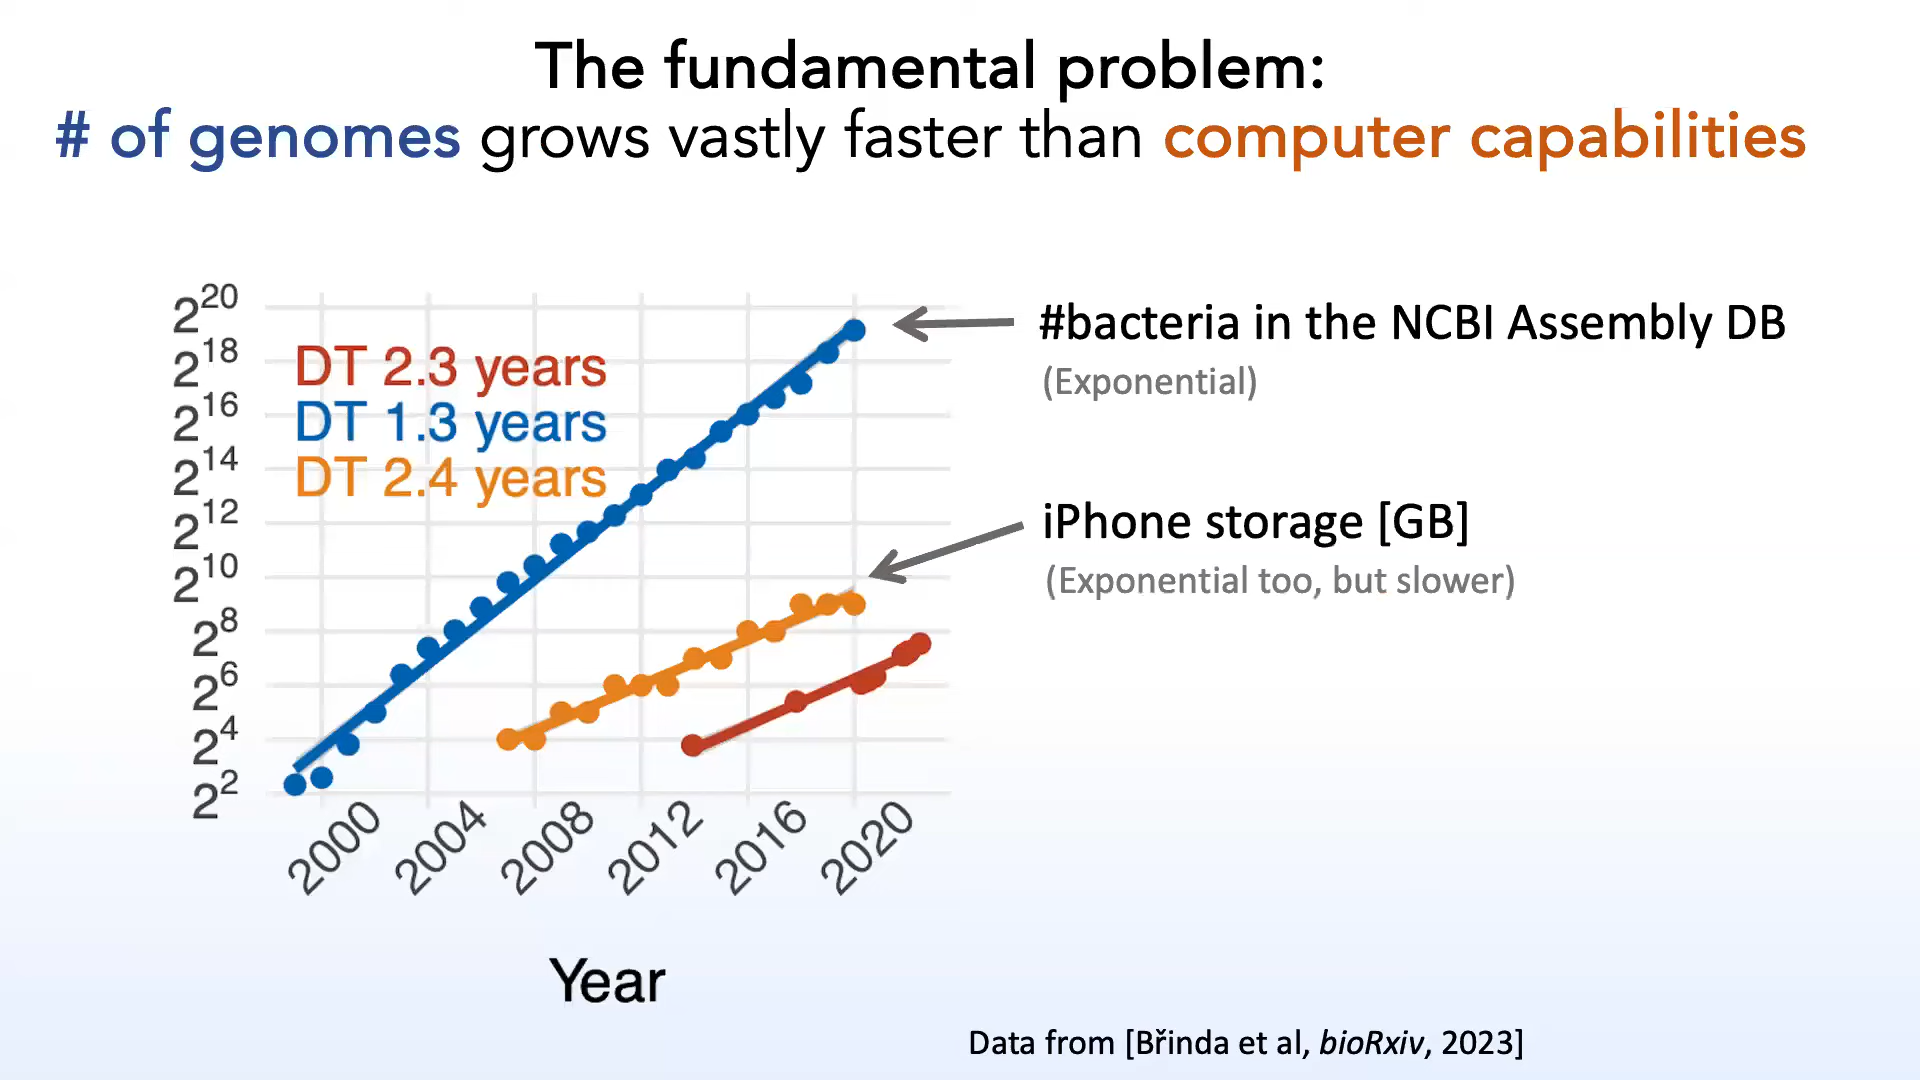 The fundamental problem:
# of genomes grows vastly faster than computer capabilities
2^20
2^18
2^16
2^14
2^12
2^10
2^8
2^6
2^4
2^2
DT 2.3 years
DT 1.3 years
DT 2.4 years
#bacteria in the NCBI Assembly DB
(Exponential)
iPhone storage [GB]
(Exponential too, but slower)
2000 2004 2008 2012 2016 2020
Year
Data from [Břinda et al, bioRxiv, 2023]